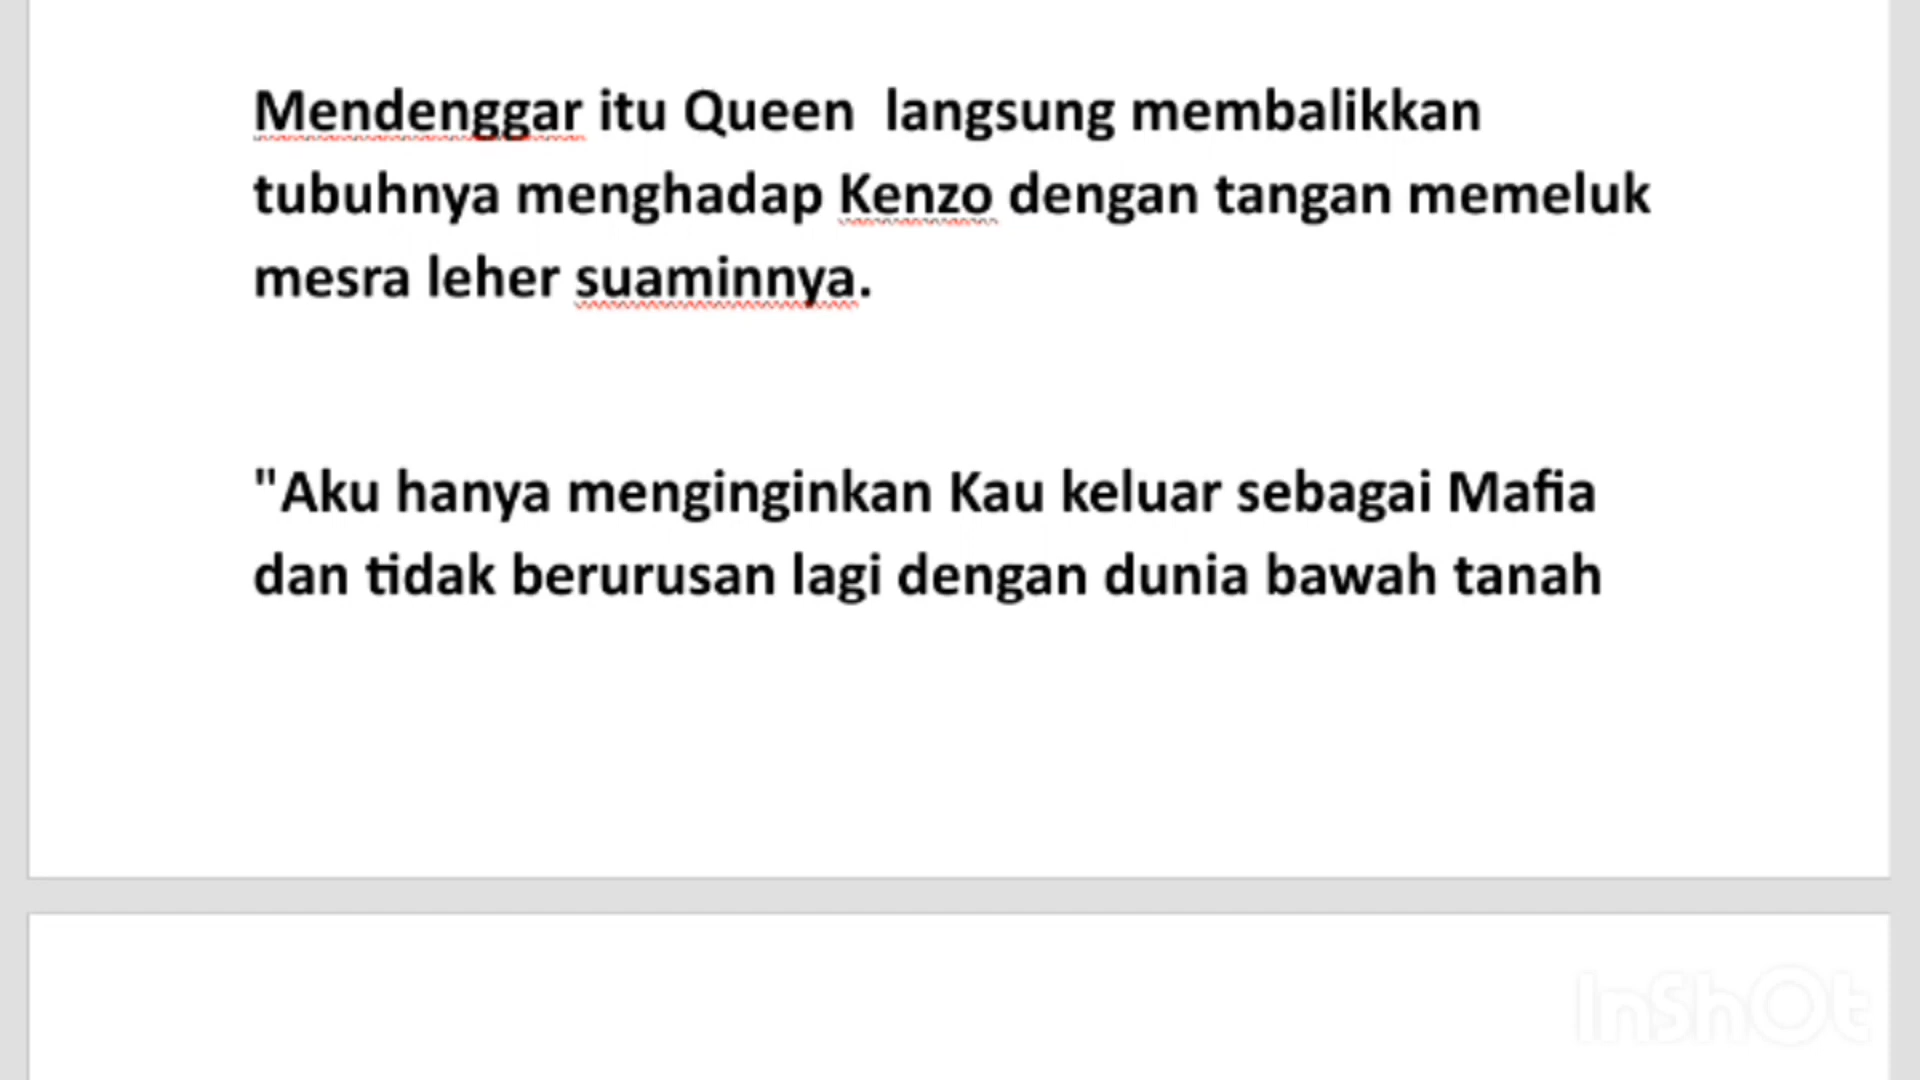 Mendenggar itu Queen  langsung membalikkan
tubuhnya menghadap Kenzo dengan tangan memeluk
mesra leher suaminnya.
"Aku hanya menginginkan Kau keluar sebagai Mafia
dan tidak berurusan lagi dengan dunia bawah tanah
InShOt